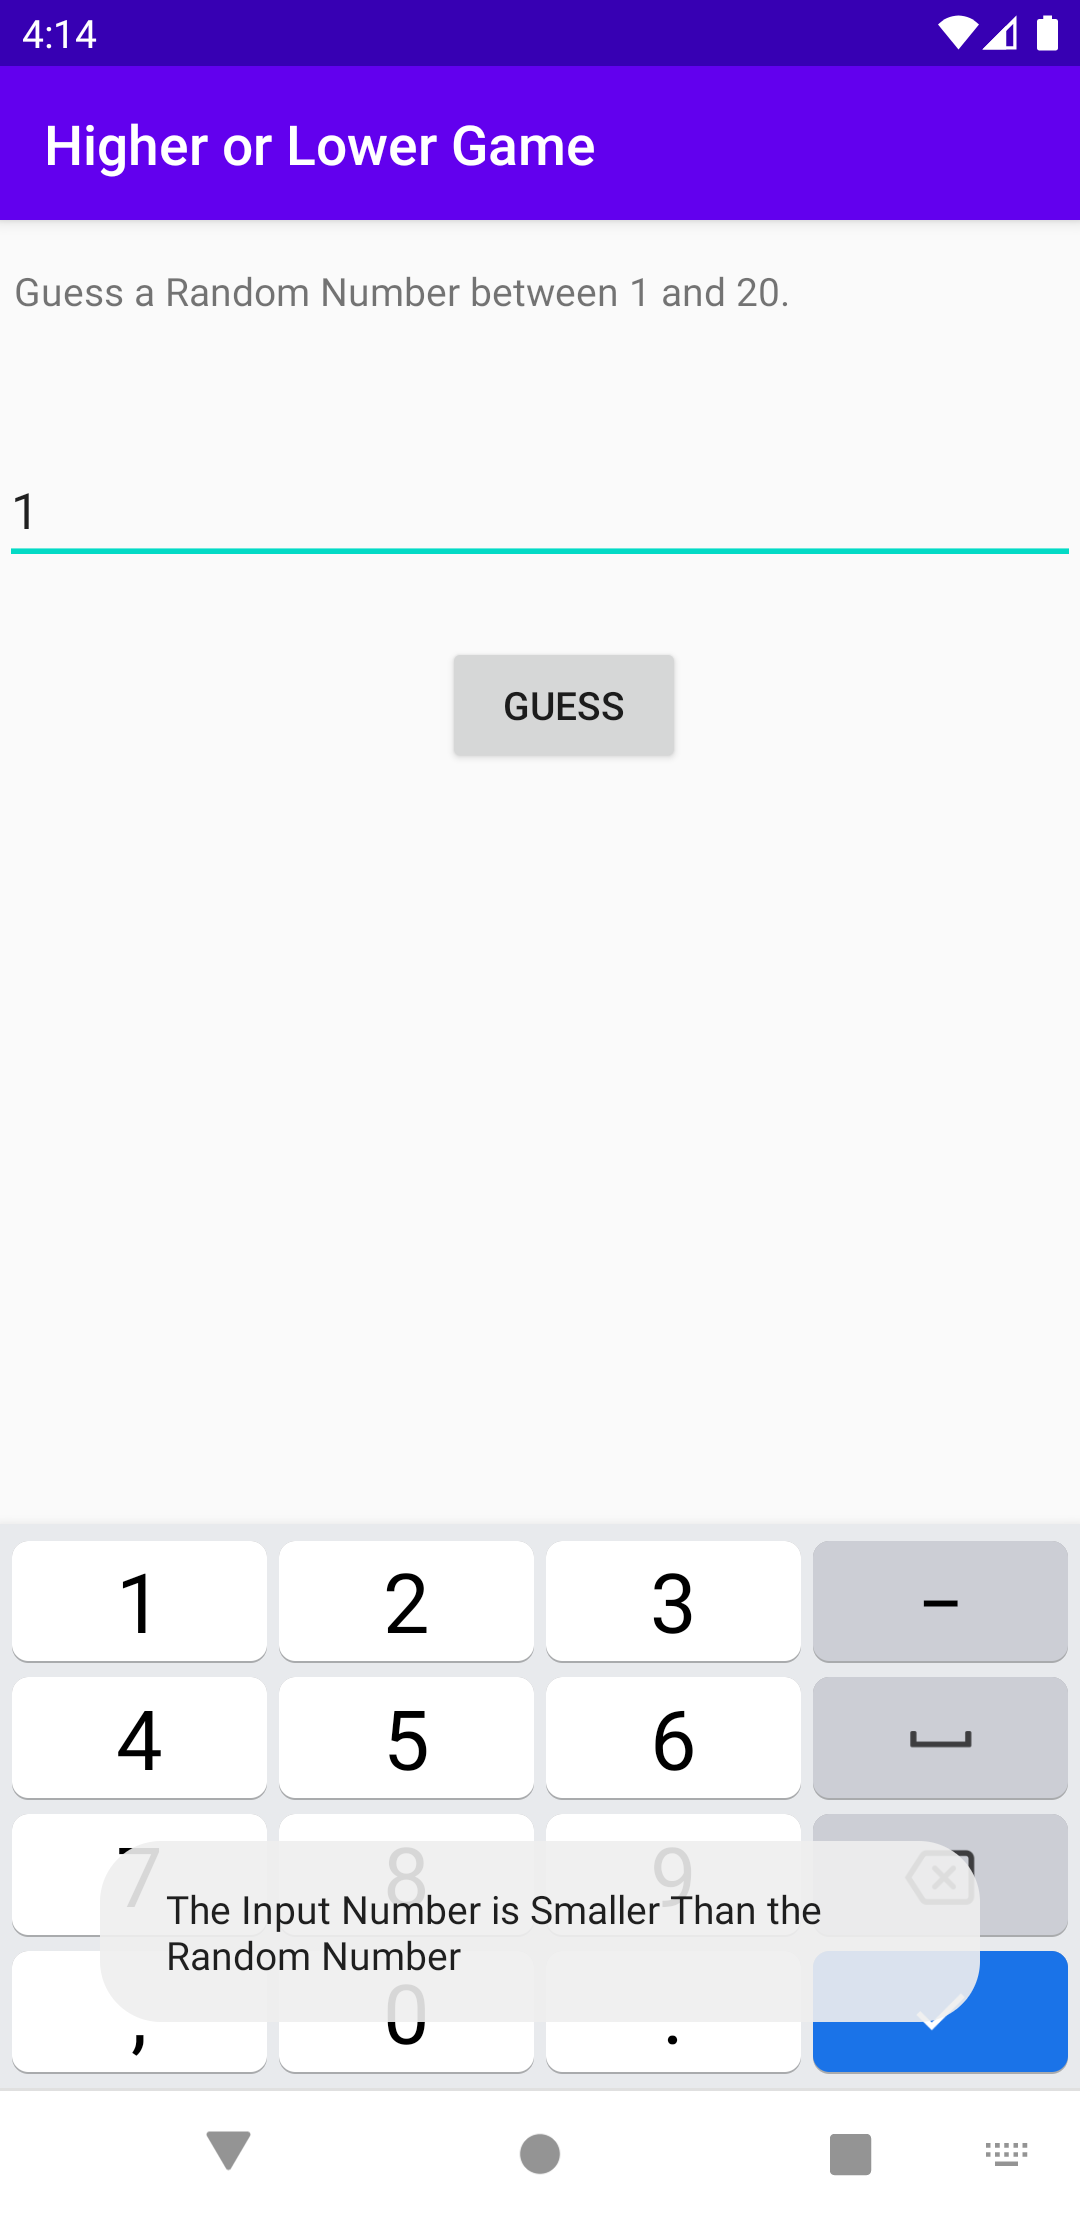 4:14
Higher or Lower Game
Guess a Random Number between 1 and 20.
1
GUESS
1 2 3 –
4 5 6
7 8 9
The Input Number is Smaller Than the
Random Number
, 0 .